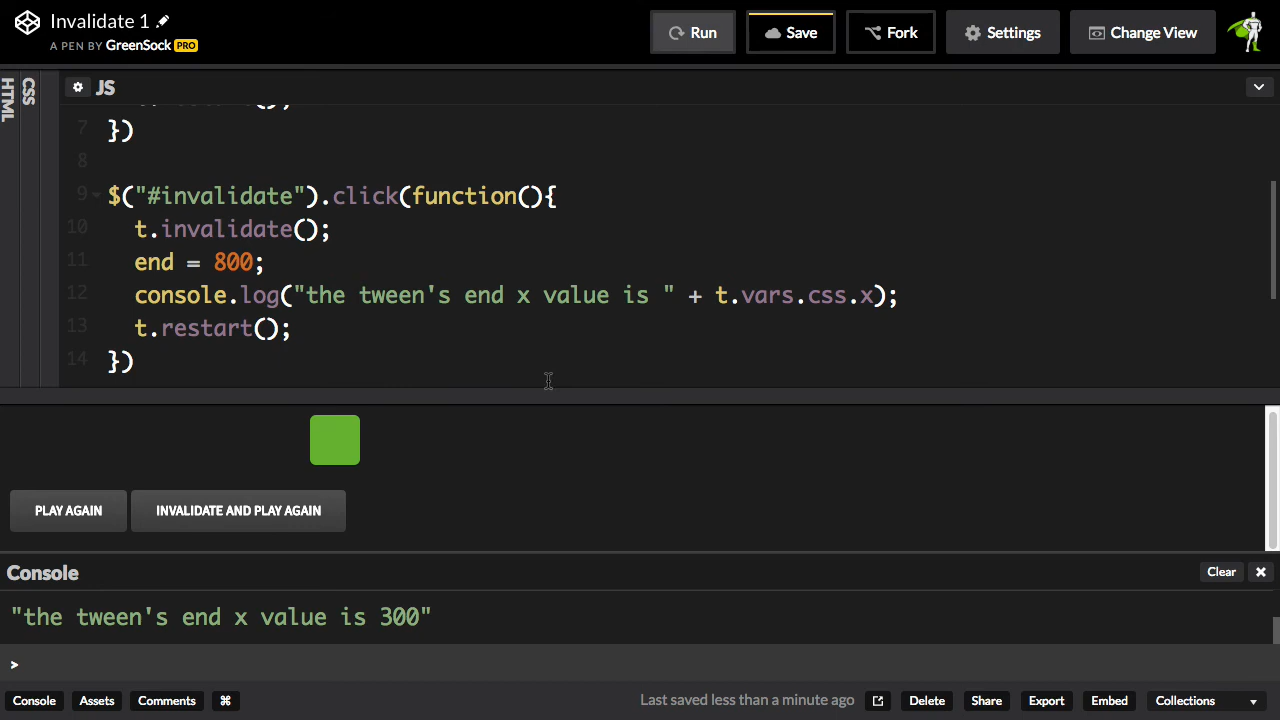 Invalidate 1
A PEN BY GreenSock PRO
Run
Save
Fork
Settings
Change View
HTML
CSS
JS
7 })
8
9 $("#invalidate").click(function(){
10 t.invalidate();
11 end = 800;
12 console.log("the tween's end x value is " + t.vars.css.x);
13 t.restart();
14 })
PLAY AGAIN
INVALIDATE AND PLAY AGAIN
Console
Clear
"the tween's end x value is 300"
>
Console
Assets
Comments
⌘
Last saved less than a minute ago
Delete
Share
Export
Embed
Collections